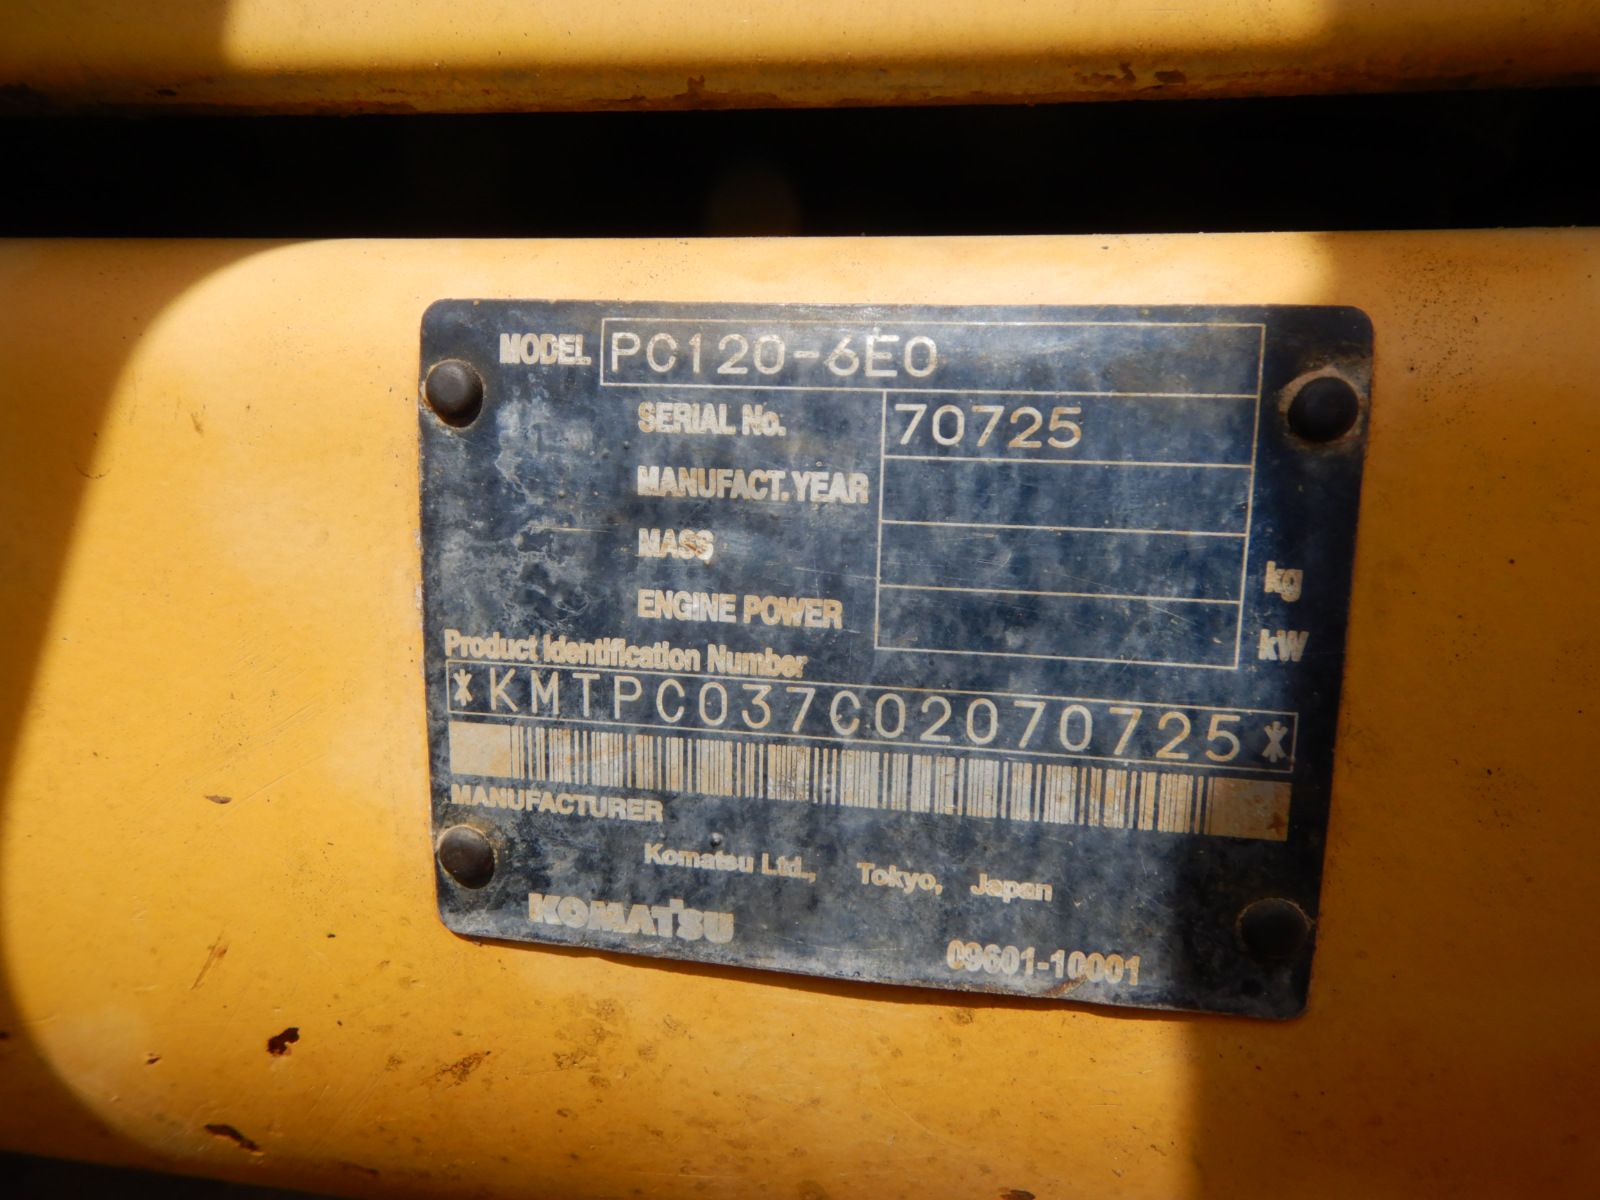 MODEL PC120-6E0
SERIAL No. 70725
MANUFACT. YEAR
MASS kg
ENGINE POWER kW
Product Identification Number
*KMTPC037C02070725*
MANUFACTURER
Komatsu Ltd., Tokyo, Japan
KOMATSU
09601-10001